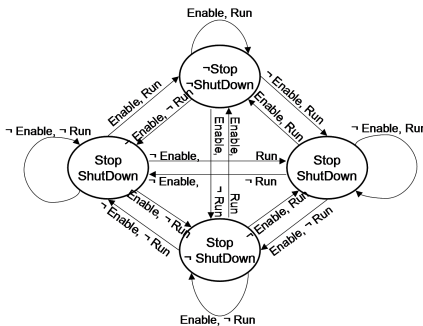 Enable, Run
¬Stop
¬ShutDown
Enable, Run
¬ Enable, ¬ Run
¬ Enable, Run
Enable, Run
¬ Enable, ¬ Run
¬ Enable, Run
Enable, ¬ Run
Enable, Run
Stop
ShutDown
¬ Enable, Run
¬ Enable, ¬ Run
Stop
ShutDown
Enable, ¬ Run
¬ Enable, ¬ Run
¬ Enable, Run
Enable, ¬ Run
Stop
¬ ShutDown
Enable, ¬ Run